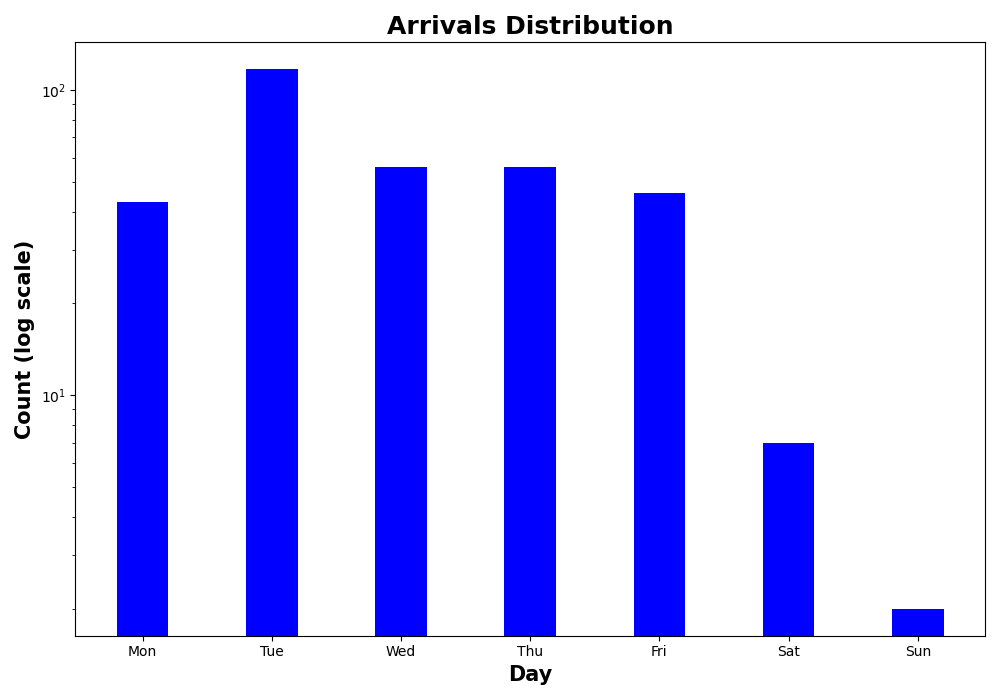 Arrivals Distribution
Count (log scale)
10²
10¹
Mon Tue Wed Thu Fri Sat Sun
Day